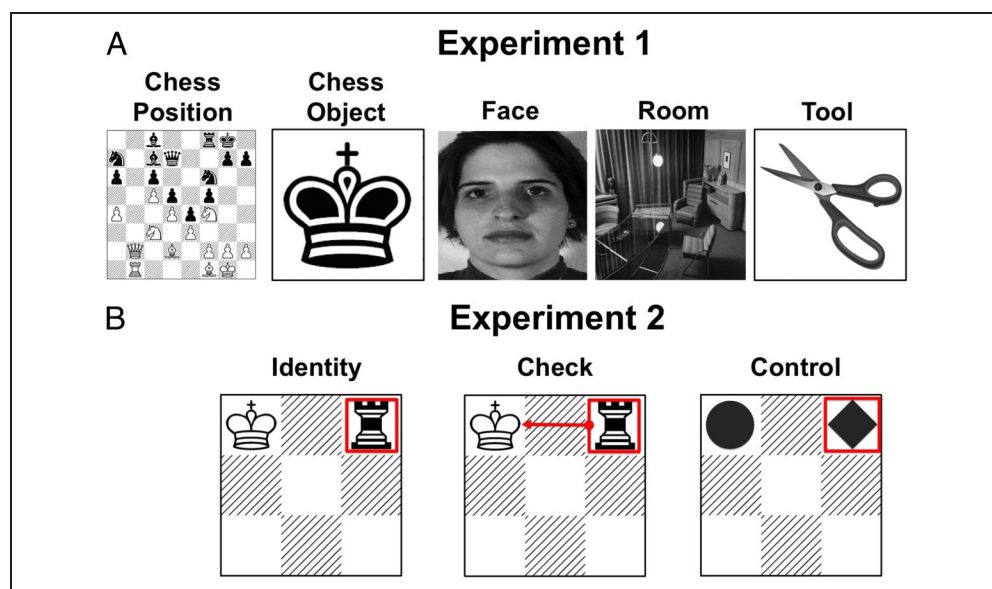 A
Experiment 1
Chess
Position
Chess
Object
Face
Room
Tool
B
Experiment 2
Identity
Check
Control